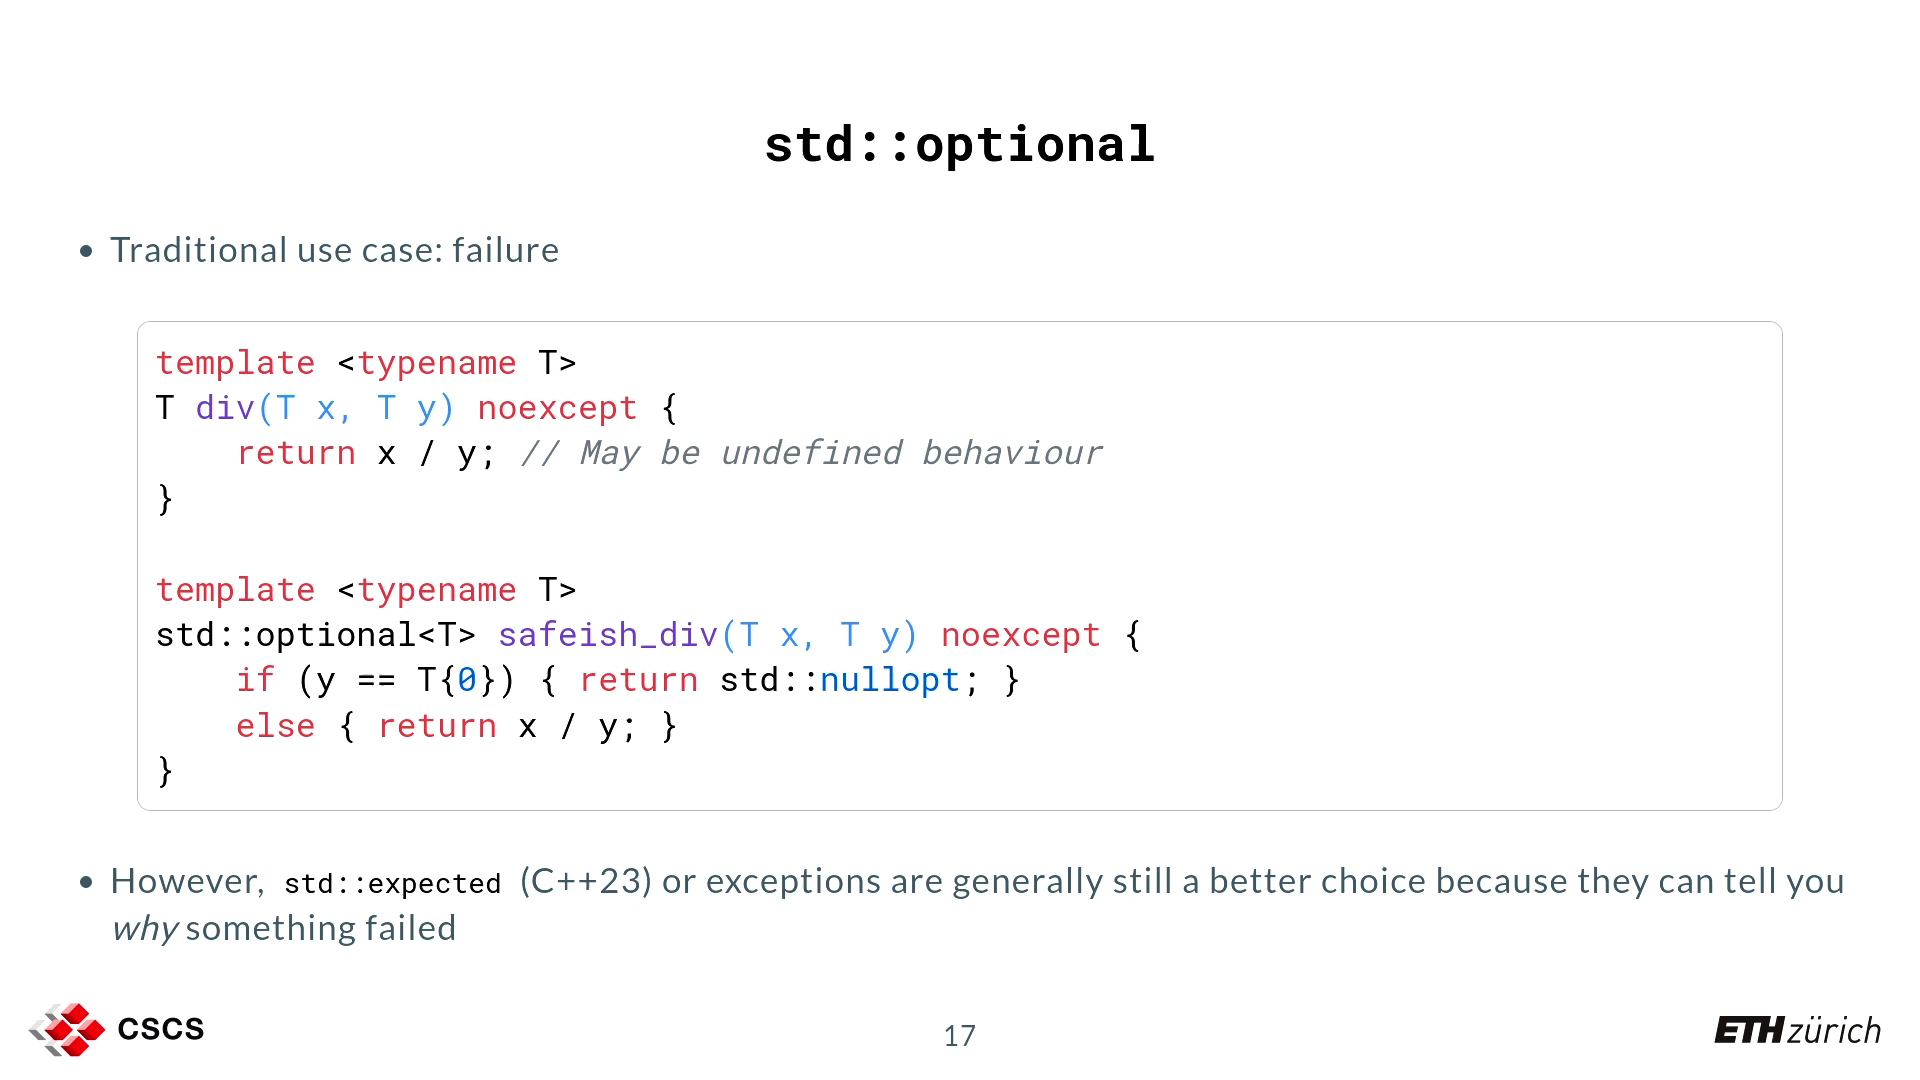 std::optional
• Traditional use case: failure
template <typename T>
T div(T x, T y) noexcept {
    return x / y; // May be undefined behaviour
}
template <typename T>
std::optional<T> safeish_div(T x, T y) noexcept {
    if (y == T{0}) { return std::nullopt; }
    else { return x / y; }
}
• However, std::expected (C++23) or exceptions are generally still a better choice because they can tell you
why something failed
CSCS
17
ETH zürich